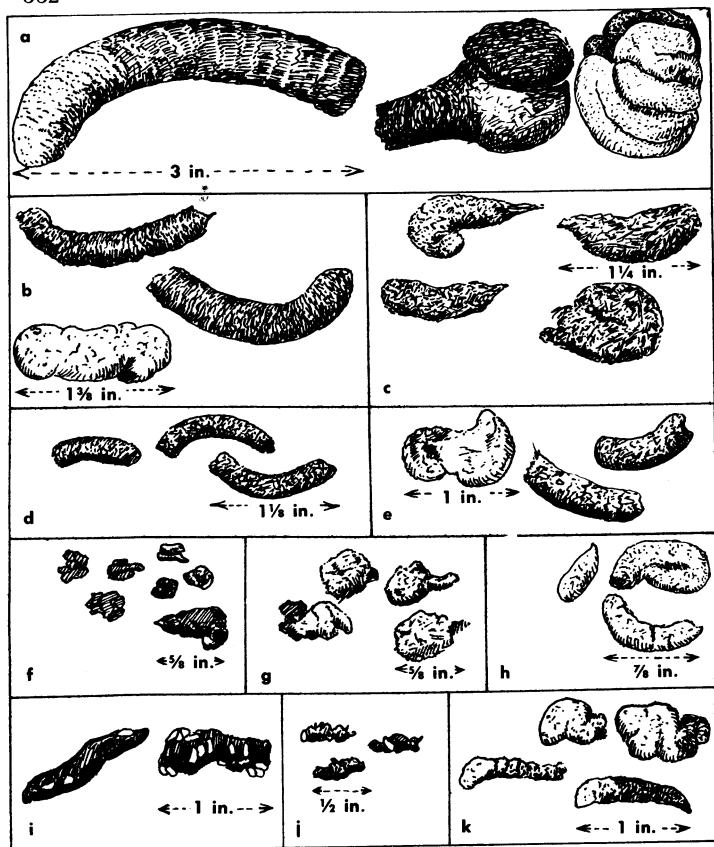 a
3 in.
b
1⅜ in.
1¼ in.
c
d
1⅛ in.
1 in.
e
f
⅝ in.
g
⅝ in.
⅞ in.
h
i
1 in.
j
½ in.
k
1 in.